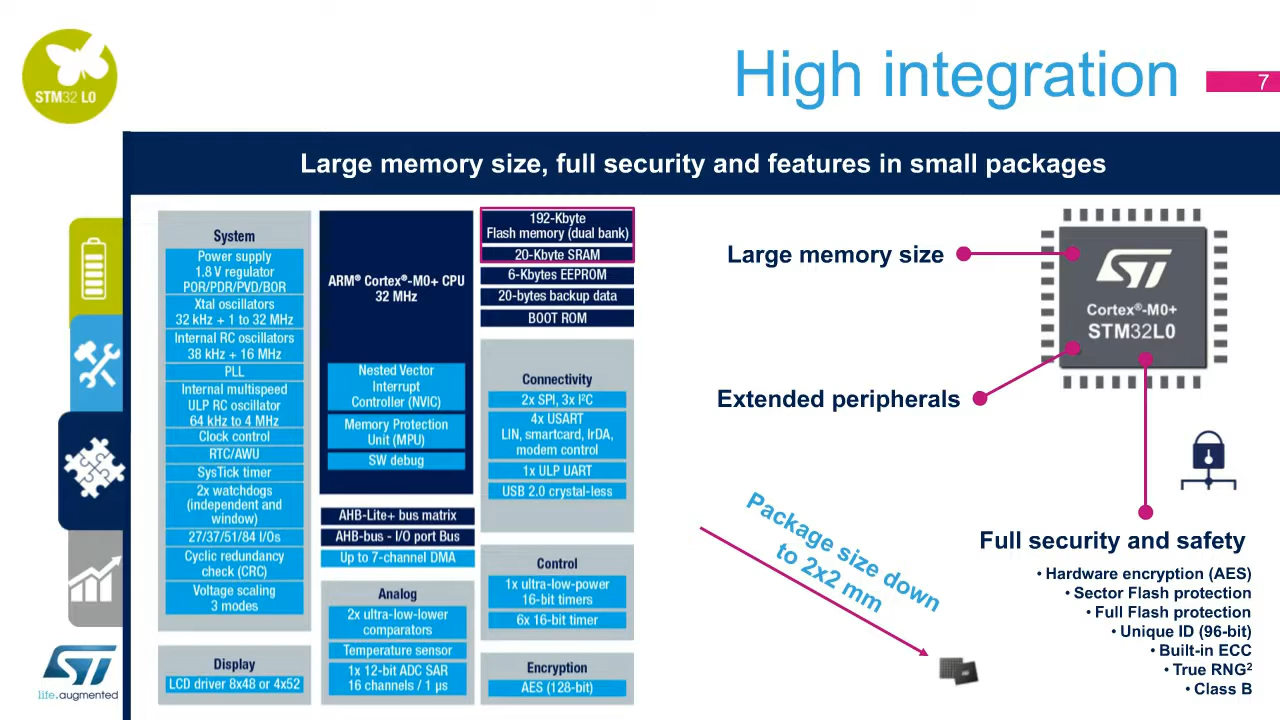 STM32 L0
High integration
7
Large memory size, full security and features in small packages
System
Power supply
1.8 V regulator
POR/PDR/PVD/BOR
Xtal oscillators
32 kHz + 1 to 32 MHz
Internal RC oscillators
38 kHz + 16 MHz
PLL
Internal multispeed
ULP RC oscillator
64 kHz to 4 MHz
Clock control
RTC/AWU
SysTick timer
2x watchdogs
(independent and
window)
27/37/51/84 I/Os
Cyclic redundancy
check (CRC)
Voltage scaling
3 modes
Display
LCD driver 8x48 or 4x52
ARM® Cortex®-M0+ CPU
32 MHz
Nested Vector
Interrupt
Controller (NVIC)
Memory Protection
Unit (MPU)
SW debug
AHB-Lite+ bus matrix
AHB-bus - I/O port Bus
Up to 7-channel DMA
Analog
2x ultra-low-lower
comparators
Temperature sensor
1x 12-bit ADC SAR
16 channels / 1 µs
192-Kbyte
Flash memory (dual bank)
20-Kbyte SRAM
6-Kbytes EEPROM
20-bytes backup data
BOOT ROM
Connectivity
2x SPI, 3x I²C
4x USART
LIN, smartcard, IrDA,
modem control
1x ULP UART
USB 2.0 crystal-less
Control
1x ultra-low-power
16-bit timers
6x 16-bit timer
Encryption
AES (128-bit)
Large memory size
Extended peripherals
ST
Cortex®-M0+
STM32L0
Package size down
to 2x2 mm
Full security and safety
• Hardware encryption (AES)
• Sector Flash protection
• Full Flash protection
• Unique ID (96-bit)
• Built-in ECC
• True RNG²
• Class B
ST
life.augmented